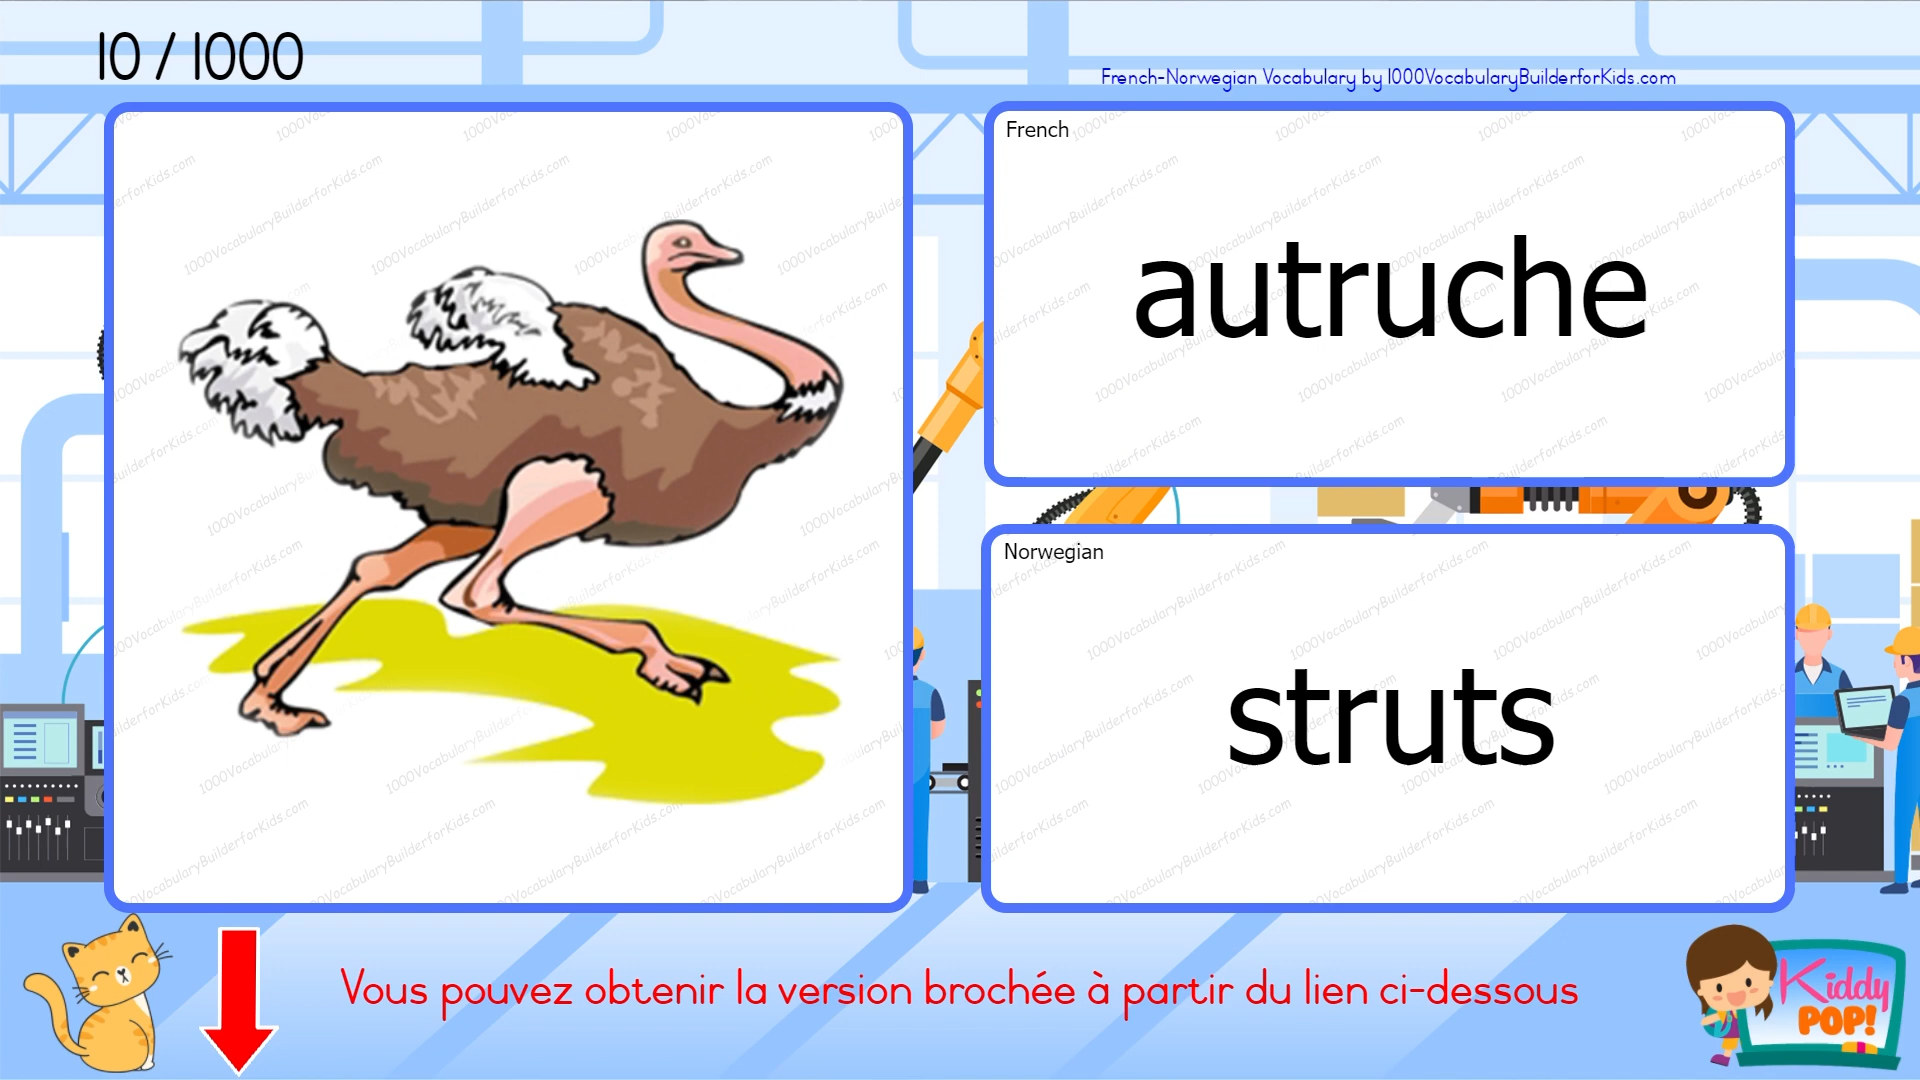 10 / 1000
French-Norwegian Vocabulary by 1000VocabularyBuilderforKids.com
French
autruche
Norwegian
struts
Vous pouvez obtenir la version brochée à partir du lien ci-dessous
Kiddy
POP!